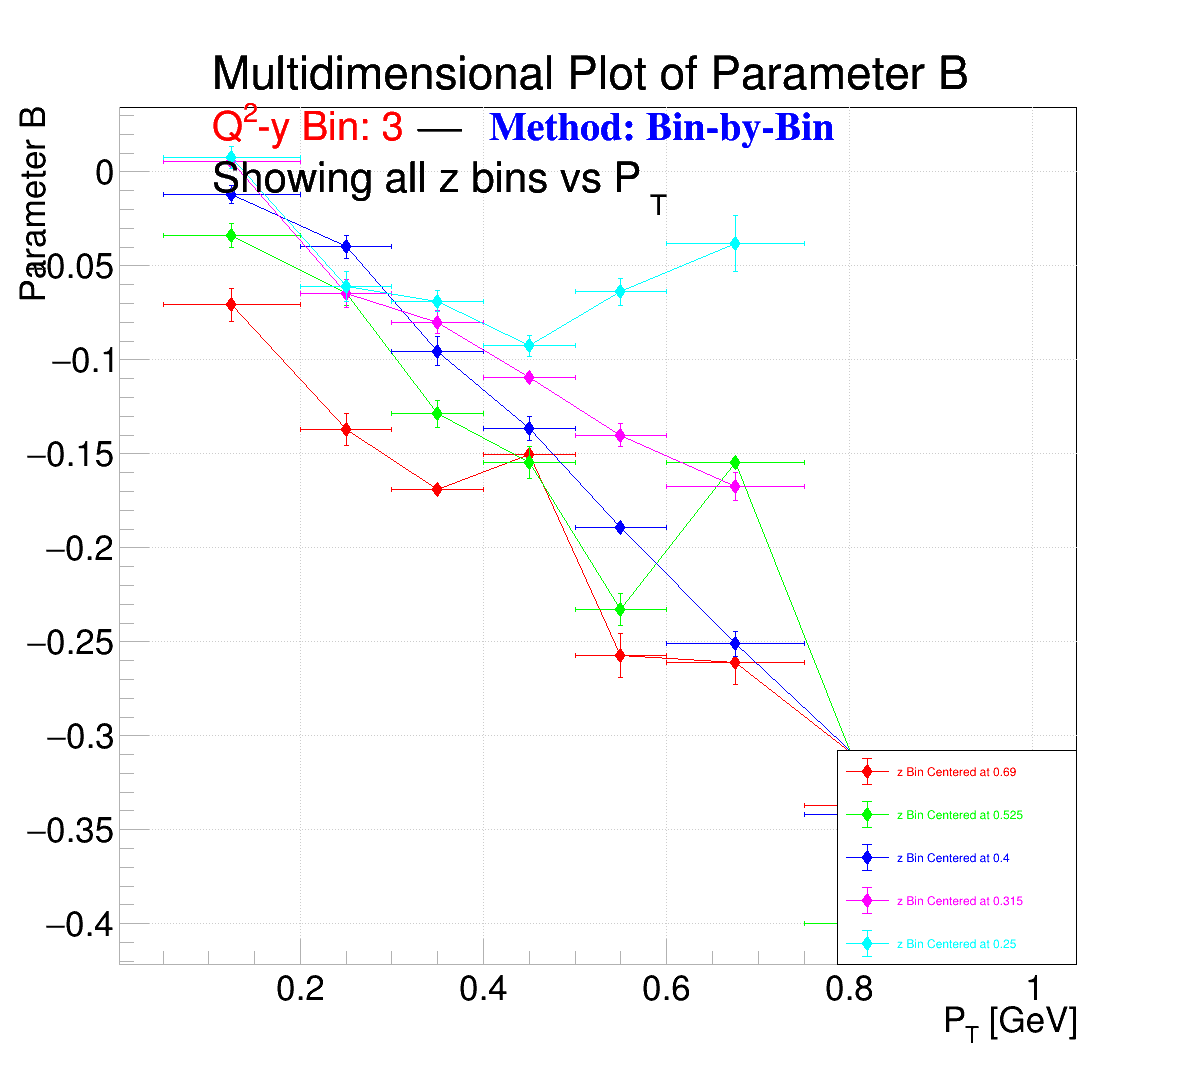 Multidimensional Plot of Parameter B
Q²-y Bin: 3 — Method: Bin-by-Bin
Showing all z bins vs P_T
Parameter B
0
−0.05
−0.1
−0.15
−0.2
−0.25
−0.3
−0.35
−0.4
z Bin Centered at 0.69
z Bin Centered at 0.525
z Bin Centered at 0.4
z Bin Centered at 0.315
z Bin Centered at 0.25
0.2 0.4 0.6 0.8 1
P_T [GeV]